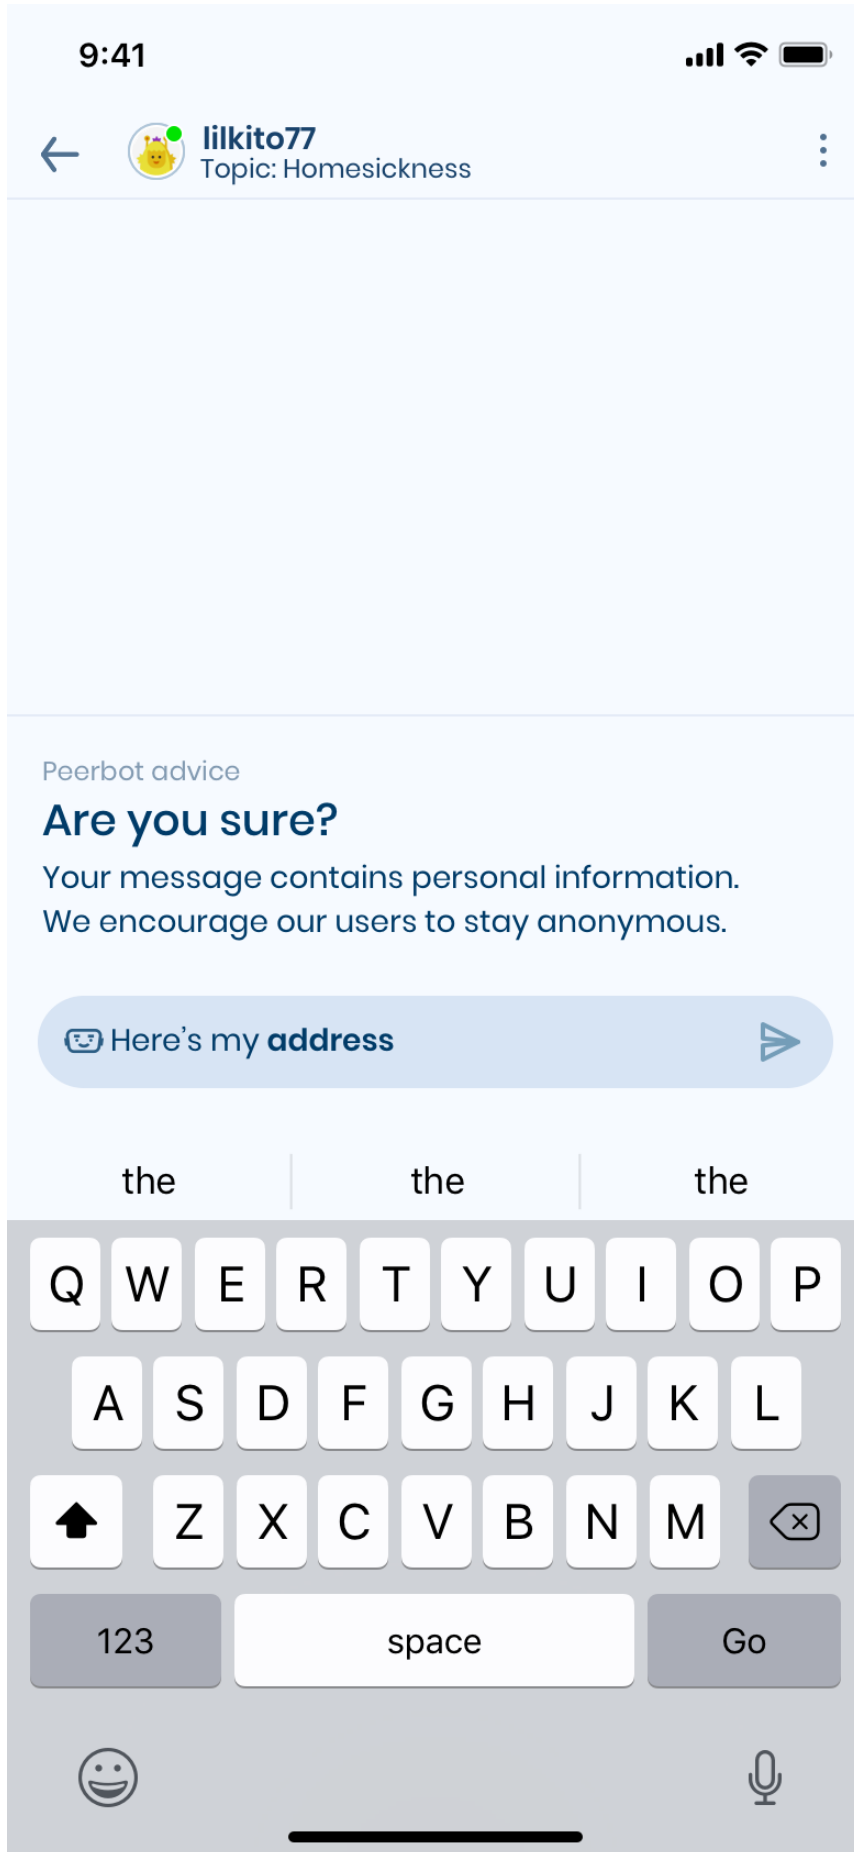 9:41
lilkito77
Topic: Homesickness
Peerbot advice
Are you sure?
Your message contains personal information.
We encourage our users to stay anonymous.
Here's my address
the the the
Q W E R T Y U I O P
A S D F G H J K L
Z X C V B N M
123 space Go